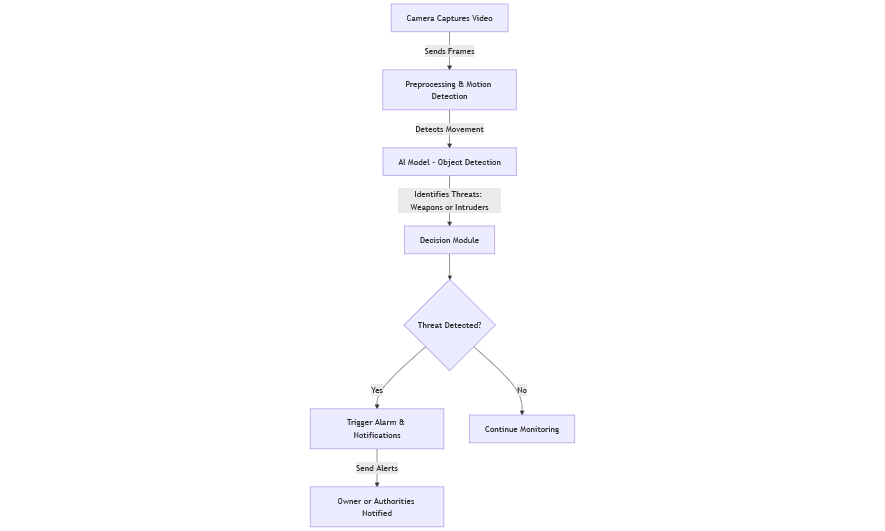 Camera Captures Video
Sends Frames
Preprocessing & Motion
Detection
Detects Movement
AI Model - Object Detection
Identifies Threats:
Weapons or Intruders
Decision Module
Threat Detected?
Yes
No
Trigger Alarm &
Notifications
Continue Monitoring
Send Alerts
Owner or Authorities
Notified